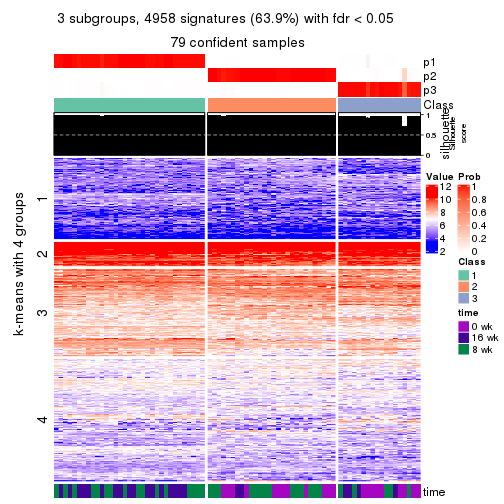 3 subgroups, 4958 signatures (63.9%) with fdr < 0.05
79 confident samples
p1
p2
p3
Class
1
0.5
0
silhouette
Silhouette
score
k-means with 4 groups
1
2
3
4
time
Value
12
10
8
6
4
2
Prob
1
0.8
0.6
0.4
0.2
0
Class
1
2
3
time
0 wk
16 wk
8 wk